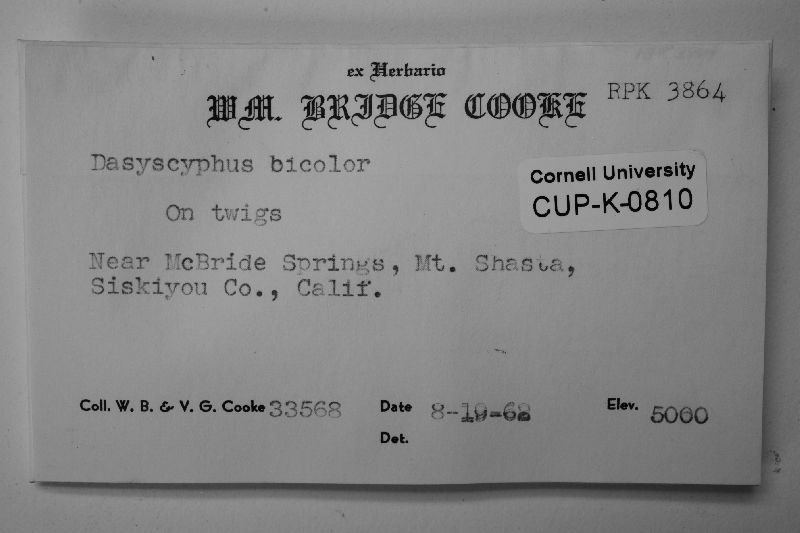 ex Herbario
WM. BRIDGE COOKE
RPK 3864
Dasyscyphus bicolor
Cornell University
CUP-K-0810
On twigs
Near McBride Springs, Mt. Shasta,
Siskiyou Co., Calif.
Coll. W. B. & V. G. Cooke 33568 Date 8-19-62 Elev. 5000
Det.